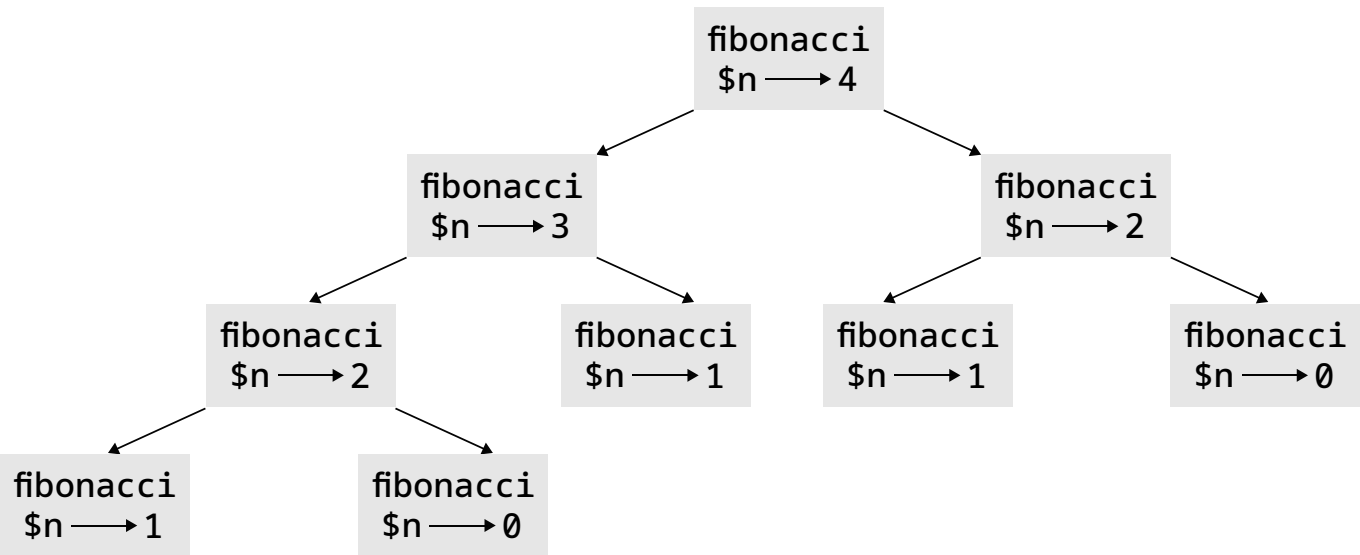 fibonacci
$n → 4
fibonacci
$n → 3
fibonacci
$n → 2
fibonacci
$n → 2
fibonacci
$n → 1
fibonacci
$n → 1
fibonacci
$n → 0
fibonacci
$n → 1
fibonacci
$n → 0